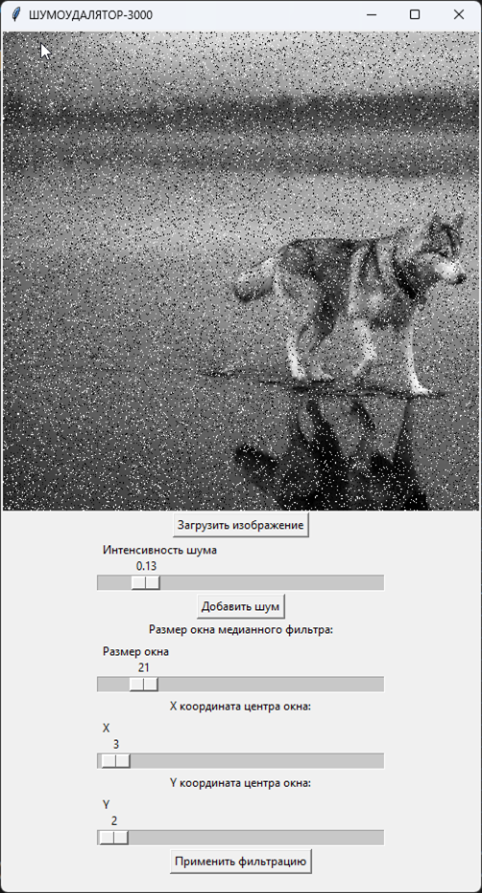 ШУМОУДАЛЯТОР-3000
Загрузить изображение
Интенсивность шума
0.13
Добавить шум
Размер окна медианного фильтра:
Размер окна
21
X координата центра окна:
X
3
Y координата центра окна:
Y
2
Применить фильтрацию